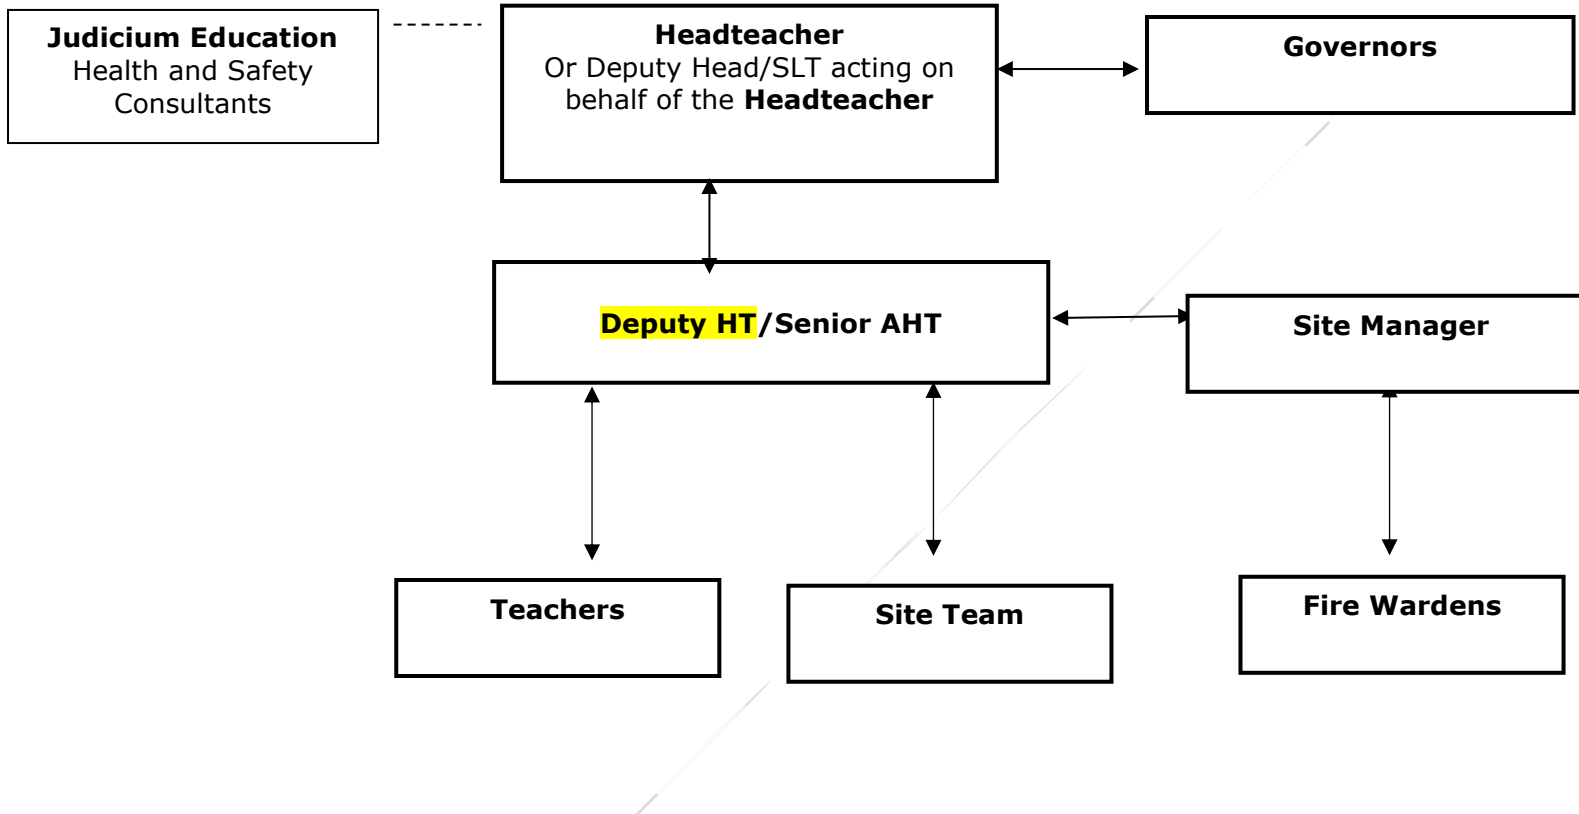 Judicium Education
Health and Safety
Consultants
Headteacher
Or Deputy Head/SLT acting on
behalf of the Headteacher
Governors
Deputy HT/Senior AHT
Site Manager
Teachers
Site Team
Fire Wardens